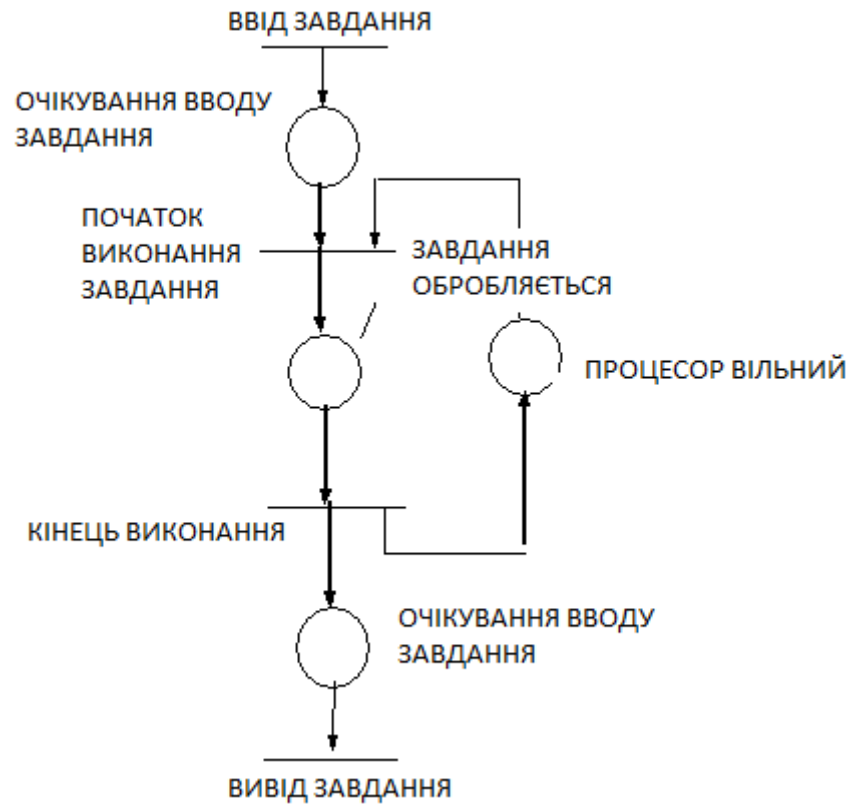 ВВІД ЗАВДАННЯ
ОЧІКУВАННЯ ВВОДУ
ЗАВДАННЯ
ПОЧАТОК
ВИКОНАННЯ
ЗАВДАННЯ
ЗАВДАННЯ
ОБРОБЛЯЄТЬСЯ
ПРОЦЕСОР ВІЛЬНИЙ
КІНЕЦЬ ВИКОНАННЯ
ОЧІКУВАННЯ ВВОДУ
ЗАВДАННЯ
ВИВІД ЗАВДАННЯ